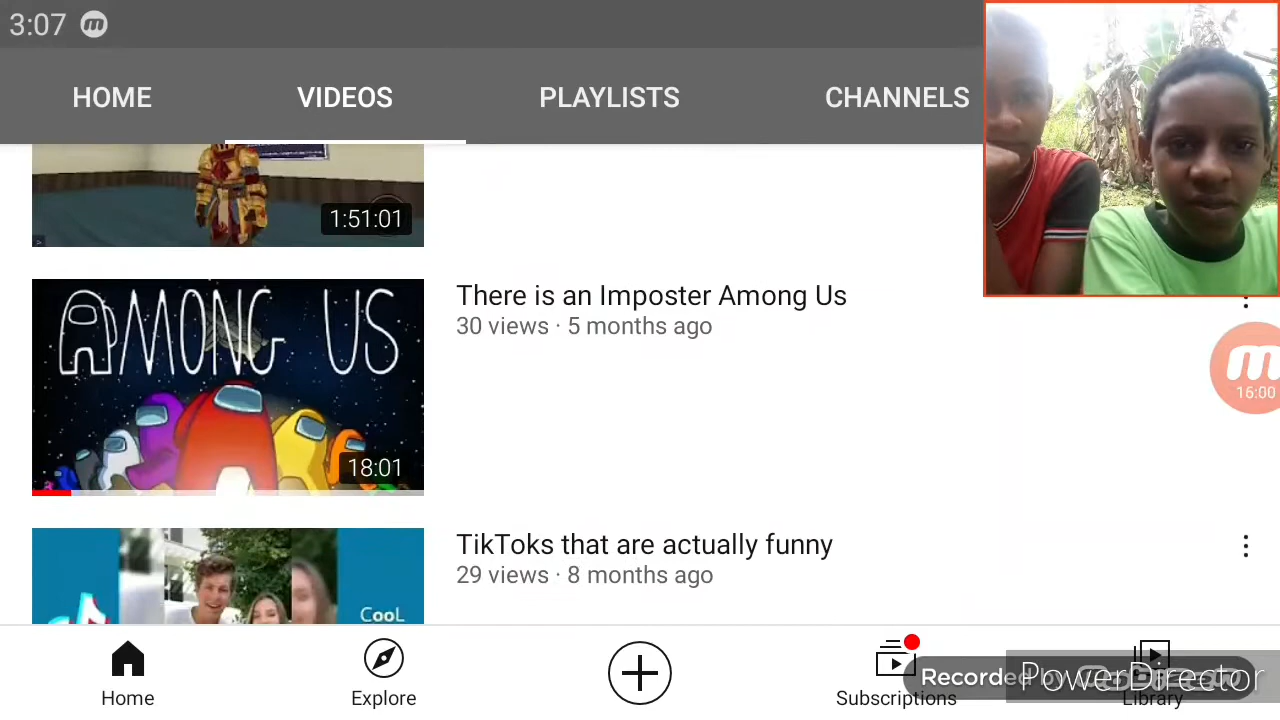 3:07
HOME VIDEOS PLAYLISTS CHANNELS
1:51:01
AMONG US
18:01
There is an Imposter Among Us
30 views · 5 months ago
16:00
TikToks that are actually funny
29 views · 8 months ago
CooL
Home Explore Subscriptions Library
Recorded by
PowerDirector